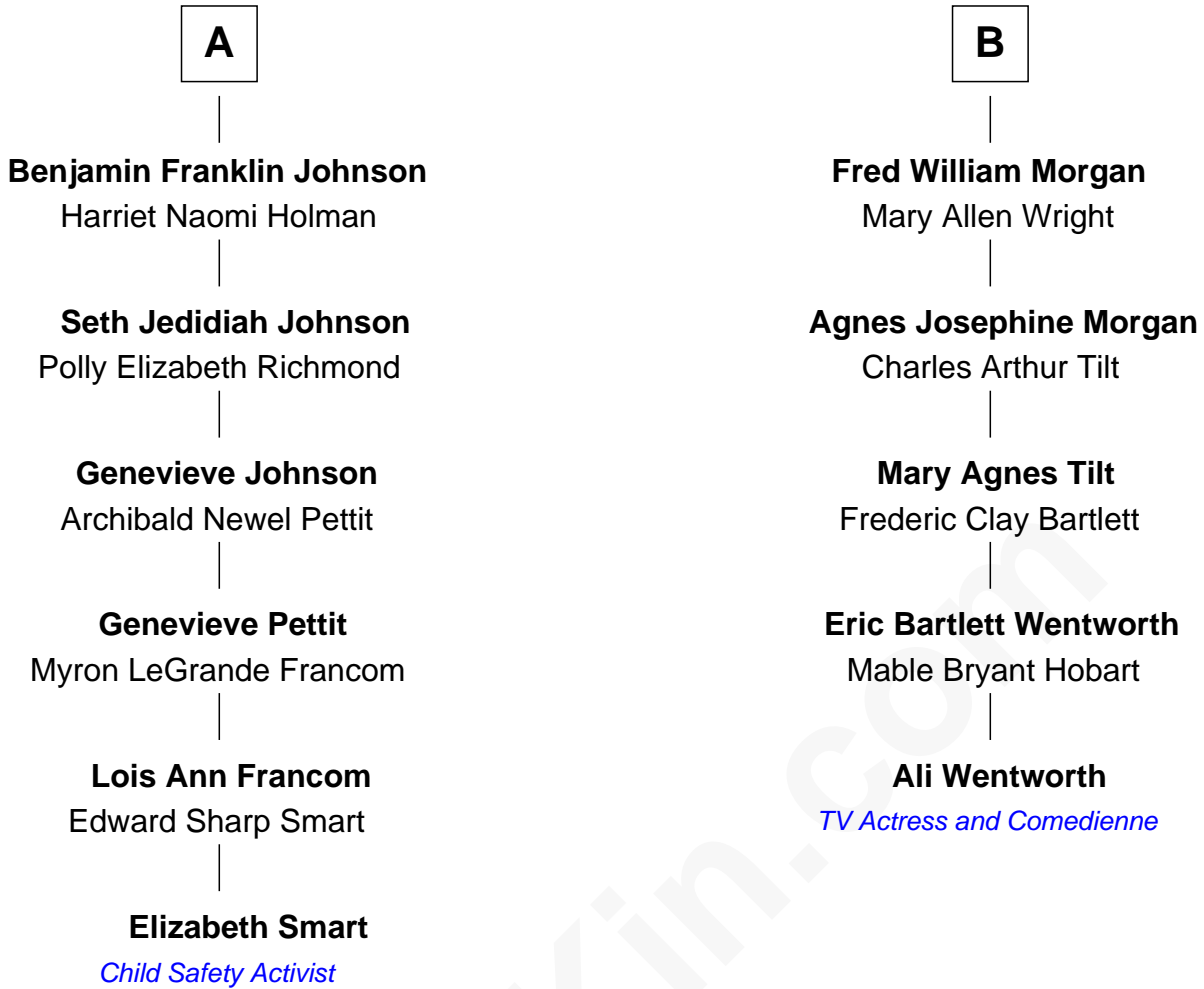 A
Benjamin Franklin Johnson
Harriet Naomi Holman
Seth Jedidiah Johnson
Polly Elizabeth Richmond
Genevieve Johnson
Archibald Newel Pettit
Genevieve Pettit
Myron LeGrande Francom
Lois Ann Francom
Edward Sharp Smart
Elizabeth Smart
Child Safety Activist
B
Fred William Morgan
Mary Allen Wright
Agnes Josephine Morgan
Charles Arthur Tilt
Mary Agnes Tilt
Frederic Clay Bartlett
Eric Bartlett Wentworth
Mable Bryant Hobart
Ali Wentworth
TV Actress and Comedienne
Kin.com